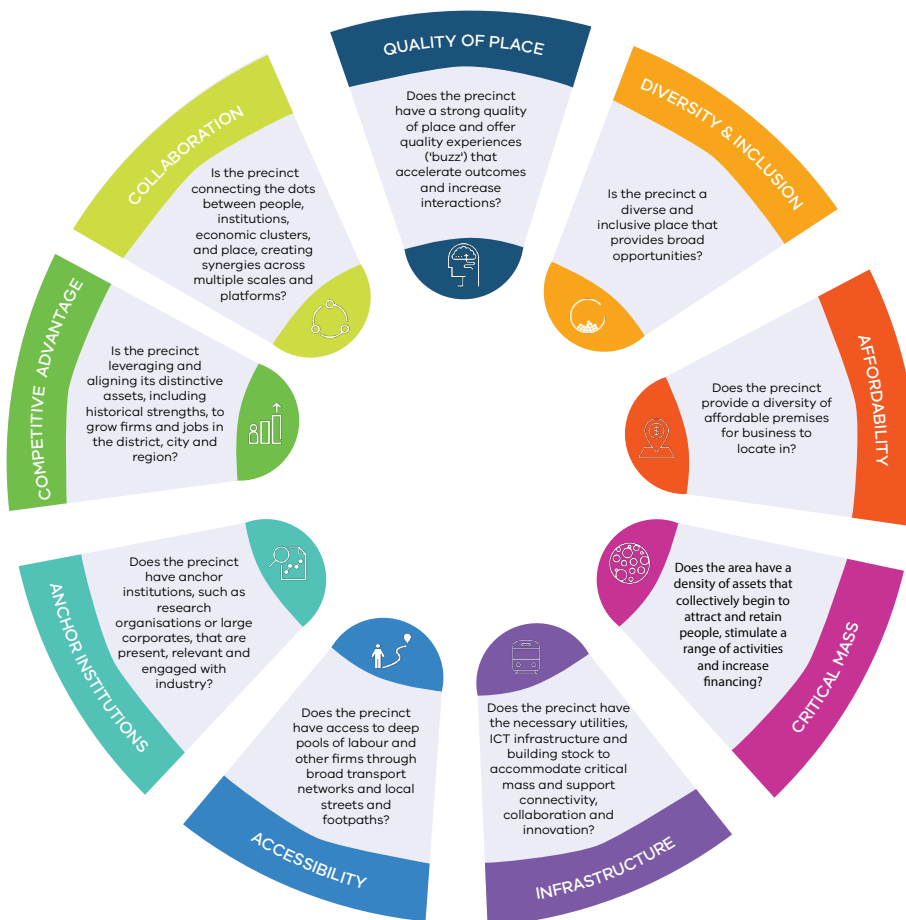 QUALITY OF PLACE
Does the precinct
have a strong quality
of place and offer
quality experiences
('buzz') that
accelerate outcomes
and increase
interactions?
DIVERSITY & INCLUSION
Is the precinct a
diverse and
inclusive place that
provides broad
opportunities?
AFFORDABILITY
Does the precinct
provide a diversity of
affordable premises
for business to
locate in?
CRITICAL MASS
Does the area have a
density of assets that
collectively begin to
attract and retain
people, stimulate a
range of activities
and increase
financing?
INFRASTRUCTURE
Does the precinct have
the necessary utilities,
ICT infrastructure and
building stock to
accommodate critical
mass and support
connectivity,
collaboration and
innovation?
ACCESSIBILITY
Does the precinct
have access to deep
pools of labour and
other firms through
broad transport
networks and local
streets and
footpaths?
ANCHOR INSTITUTIONS
Does the precinct
have anchor
institutions, such as
research
organisations or large
corporates, that are
present, relevant and
engaged with
industry?
COMPETITIVE ADVANTAGE
Is the precinct
leveraging and
aligning its distinctive
assets, including
historical strengths, to
grow firms and jobs in
the district, city and
region?
COLLABORATION
Is the precinct
connecting the dots
between people,
institutions,
economic clusters,
and place, creating
synergies across
multiple scales and
platforms?
$